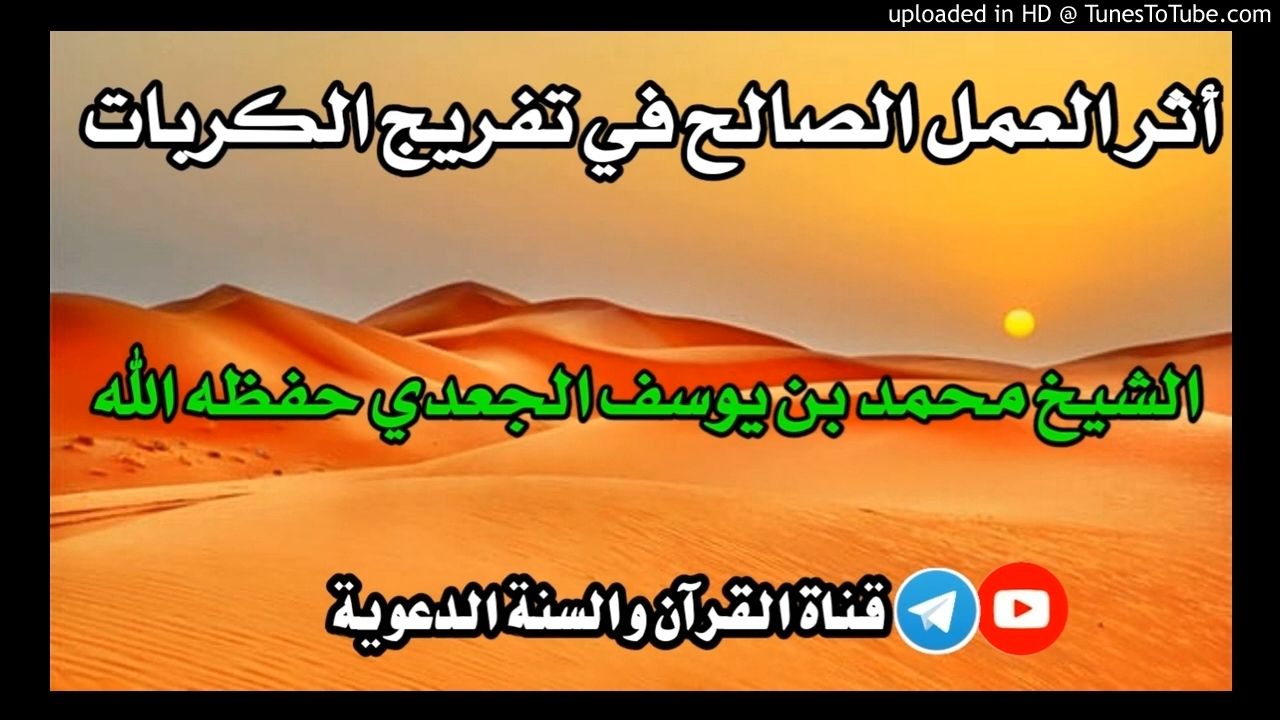 uploaded in HD @ TunesToTube.com
أثر العمل الصالح في تفريج الكربات
الشيخ محمد بن يوسف الجعدي حفظه الله
قناة القرآن والسنة الدعوية